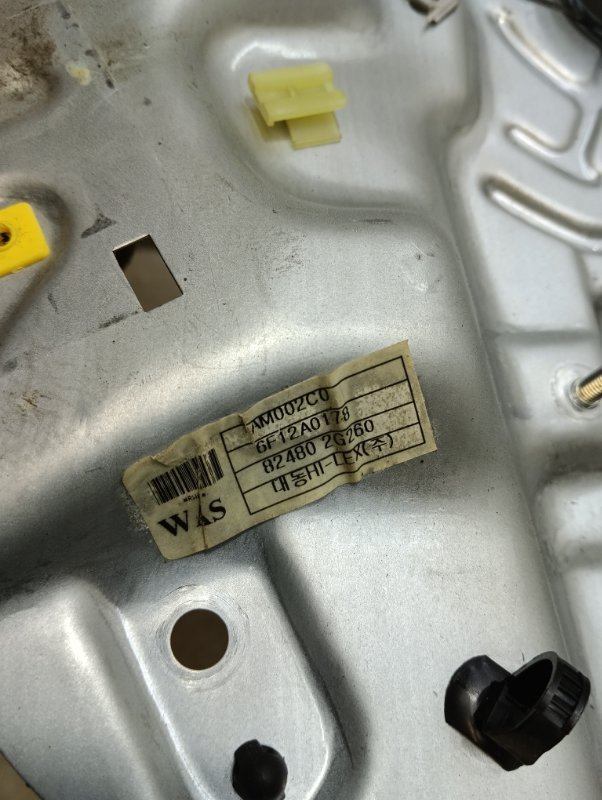 AM002C0
6F12A0179
82480 2G260
대동HI-LEX(주)
WAS